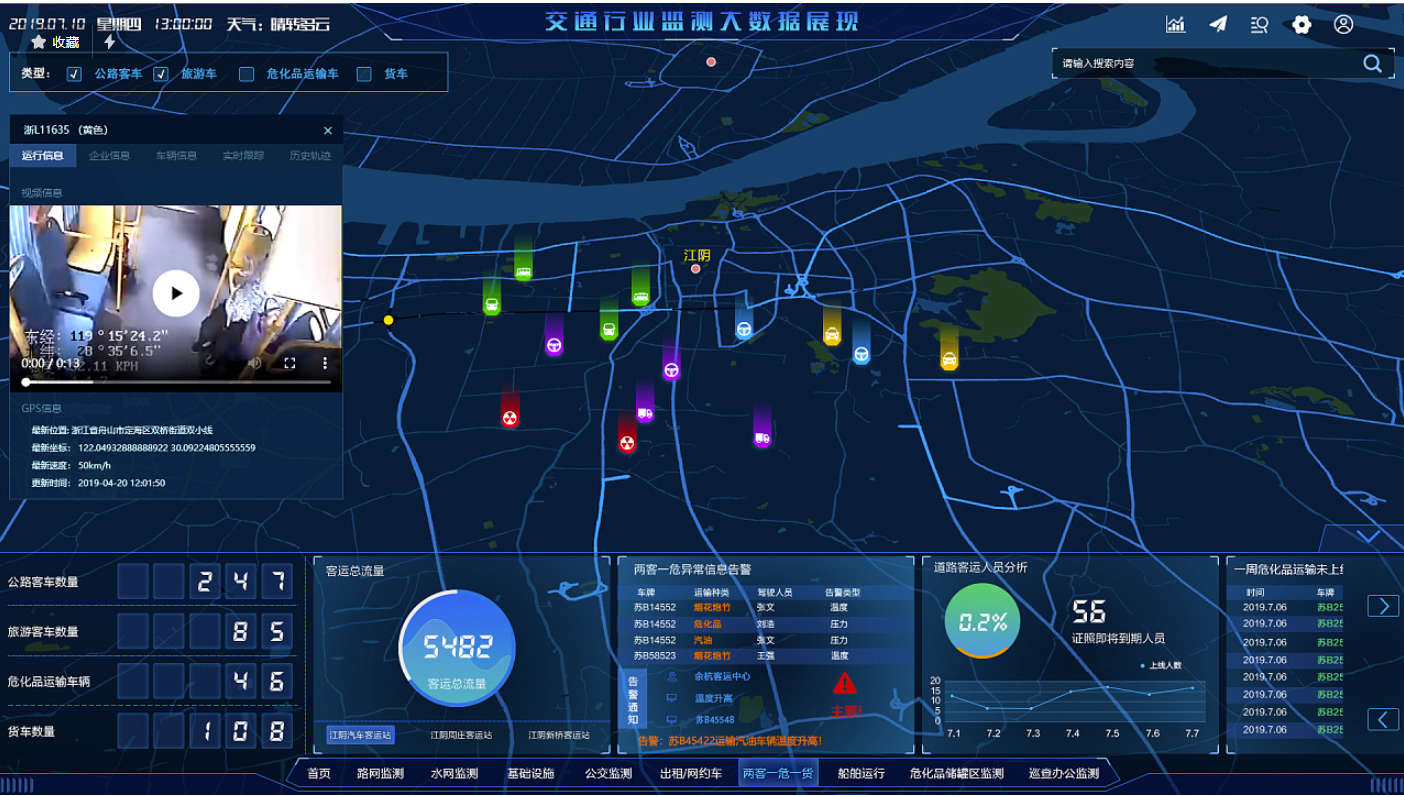 2019.07.10 星期四 13:00:00 天气: 晴转多云
交通行业监测大数据展现
收藏
类型: 公路客车 旅游车 危化品运输车 货车
请输入搜索内容
浙L11635 (黄色)
运行信息 企业信息 车辆信息 实时跟踪 历史轨迹
视频信息
东经: 119°15'24.2"
北纬: 28°35'6.5"
0:00 / 0:13
KPH
GPS信息
最新位置: 浙江省舟山市定海区双桥街道双小线
最新坐标: 122.04932888888922 30.09224805555559
最新速度: 50km/h
更新时间: 2019-04-20 12:01:50
江阴
公路客车数量 247
旅游客车数量 85
危化品运输车辆 46
货车数量 108
客运总流量
5482
客运总流量
江阴汽车客运站 江阴周庄客运站 江阴新桥客运站
两客一危异常信息告警
车牌 运输种类 驾驶人员 告警类型
苏B14552 烟花炮竹 张文 温度
苏B14552 危化品 刘浩 压力
苏B14552 汽油 张文 压力
苏B58523 烟花炮竹 王强 温度
告警通知
余杭客运中心
温度升高
苏B45548
主要!
告警: 苏B45422运输汽油车辆温度升高!
道路客运人员分析
0.2%
56
证照即将到期人员
上线人数
20
15
10
5
0
7.1 7.2 7.3 7.4 7.5 7.6 7.7
一周危化品运输未上
时间 车牌
2019.7.06 苏B25
2019.7.06 苏B25
2019.7.06 苏B25
2019.7.06 苏B25
2019.7.06 苏B25
2019.7.06 苏B25
2019.7.06 苏B25
2019.7.06 苏B25
首页 路网监测 水网监测 基础设施 公交监测 出租/网约车 两客一危一货 船舶运行 危化品储罐区监测 巡查办公监测